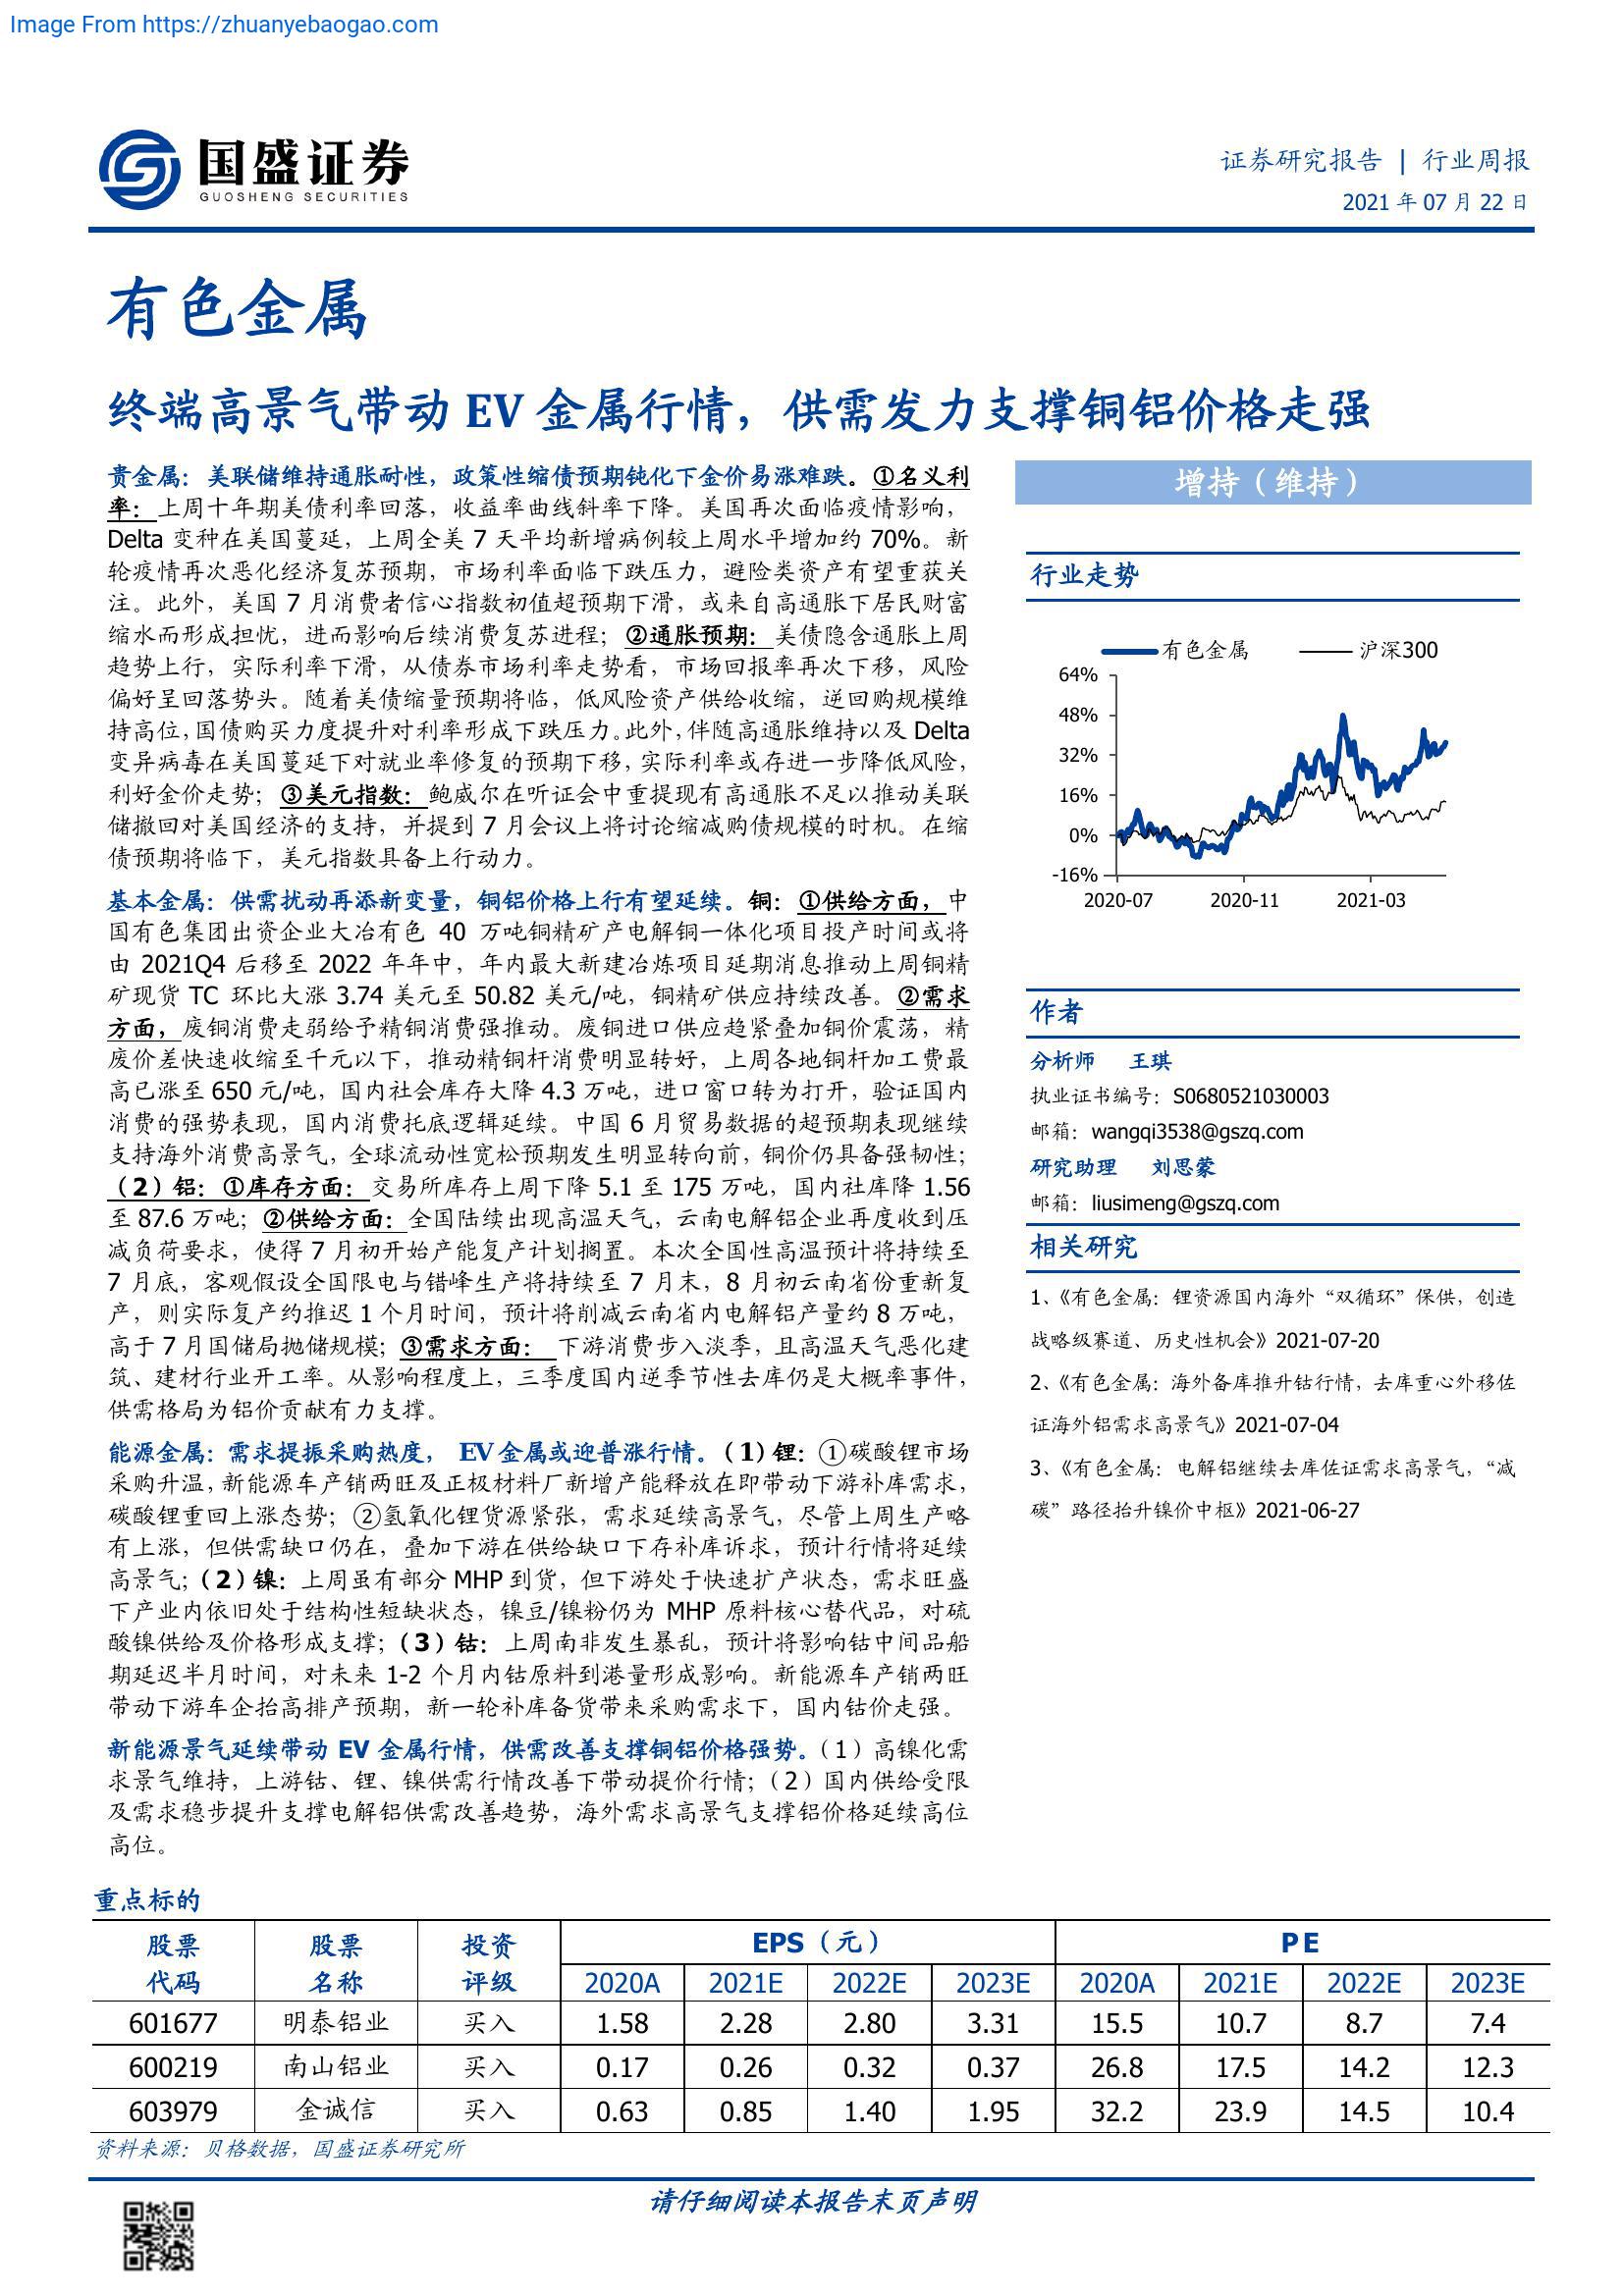 Image From https://zhuanyebaogao.com
国盛证券
GUOSHENG SECURITIES
证券研究报告 | 行业周报
2021 年 07 月 22 日
有色金属
终端高景气带动 EV 金属行情，供需发力支撑铜铝价格走强
贵金属：美联储维持通胀耐性，政策性缩债预期钝化下金价易涨难跌。①名义利
率：上周十年期美债利率回落，收益率曲线斜率下降。美国再次面临疫情影响，
Delta 变种在美国蔓延，上周全美 7 天平均新增病例较上周水平增加约 70%。新
轮疫情再次恶化经济复苏预期，市场利率面临下跌压力，避险类资产有望重获关
注。此外，美国 7 月消费者信心指数初值超预期下滑，或来自高通胀下居民财富
缩水而形成担忧，进而影响后续消费复苏进程；②通胀预期：美债隐含通胀上周
趋势上行，实际利率下滑，从债券市场利率走势看，市场回报率再次下移，风险
偏好呈回落势头。随着美债缩量预期将临，低风险资产供给收缩，逆回购规模维
持高位，国债购买力度提升对利率形成下跌压力。此外，伴随高通胀维持以及 Delta
变异病毒在美国蔓延下对就业率修复的预期下移，实际利率或存进一步降低风险，
利好金价走势；③美元指数：鲍威尔在听证会中重提现有高通胀不足以推动美联
储撤回对美国经济的支持，并提到 7 月会议上将讨论缩减购债规模的时机。在缩
债预期将临下，美元指数具备上行动力。
基本金属：供需扰动再添新变量，铜铝价格上行有望延续。铜：①供给方面，中
国有色集团出资企业大冶有色 40 万吨铜精矿产电解铜一体化项目投产时间或将
由 2021Q4 后移至 2022 年年中，年内最大新建冶炼项目延期消息推动上周铜精
矿现货 TC 环比大涨 3.74 美元至 50.82 美元/吨，铜精矿供应持续改善。②需求
方面，废铜消费走弱给予精铜消费强推动。废铜进口供应趋紧叠加铜价震荡，精
废价差快速收缩至千元以下，推动精铜杆消费明显转好，上周各地铜杆加工费最
高已涨至 650 元/吨，国内社会库存大降 4.3 万吨，进口窗口转为打开，验证国内
消费的强势表现，国内消费托底逻辑延续。中国 6 月贸易数据的超预期表现继续
支持海外消费高景气，全球流动性宽松预期发生明显转向前，铜价仍具备强韧性；
（2）铝：①库存方面：交易所库存上周下降 5.1 至 175 万吨，国内社库降 1.56
至 87.6 万吨；②供给方面：全国陆续出现高温天气，云南电解铝企业再度收到压
减负荷要求，使得 7 月初开始产能复产计划搁置。本次全国性高温预计将持续至
7 月底，客观假设全国限电与错峰生产将持续至 7 月末，8 月初云南省份重新复
产，则实际复产约推迟 1 个月时间，预计将削减云南省内电解铝产量约 8 万吨，
高于 7 月国储局抛储规模；③需求方面：下游消费步入淡季，且高温天气恶化建
筑、建材行业开工率。从影响程度上，三季度国内逆季节性去库仍是大概率事件，
供需格局为铝价贡献有力支撑。
能源金属：需求提振采购热度， EV 金属或迎普涨行情。（1）锂：①碳酸锂市场
采购升温，新能源车产销两旺及正极材料厂新增产能释放在即带动下游补库需求，
碳酸锂重回上涨态势；②氢氧化锂货源紧张，需求延续高景气，尽管上周生产略
有上涨，但供需缺口仍在，叠加下游在供给缺口下存补库诉求，预计行情将延续
高景气；（2）镍：上周虽有部分 MHP 到货，但下游处于快速扩产状态，需求旺盛
下产业内依旧处于结构性短缺状态，镍豆/镍粉仍为 MHP 原料核心替代品，对硫
酸镍供给及价格形成支撑；（3）钴：上周南非发生暴乱，预计将影响钴中间品船
期延迟半月时间，对未来 1-2 个月内钴原料到港量形成影响。新能源车产销两旺
带动下游车企抬高排产预期，新一轮补库备货带来采购需求下，国内钴价走强。
新能源景气延续带动 EV 金属行情，供需改善支撑铜铝价格强势。（1）高镍化需
求景气维持，上游钴、锂、镍供需行情改善下带动提价行情；（2）国内供给受限
及需求稳步提升支撑电解铝供需改善趋势，海外需求高景气支撑铝价格延续高位
高位。
增持（维持）
行业走势
有色金属 沪深300
64%
48%
32%
16%
0%
-16%
2020-07 2020-11 2021-03
作者
分析师 王琪
执业证书编号：S0680521030003
邮箱：wangqi3538@gszq.com
研究助理 刘思蒙
邮箱：liusimeng@gszq.com
相关研究
1、《有色金属：锂资源国内海外“双循环”保供，创造
战略级赛道、历史性机会》2021-07-20
2、《有色金属：海外备库推升钴行情，去库重心外移佐
证海外铝需求高景气》2021-07-04
3、《有色金属：电解铝继续去库佐证需求高景气，“减
碳”路径抬升镍价中枢》2021-06-27
重点标的
股票 股票 投资 EPS（元） PE
代码 名称 评级 2020A 2021E 2022E 2023E 2020A 2021E 2022E 2023E
601677 明泰铝业 买入 1.58 2.28 2.80 3.31 15.5 10.7 8.7 7.4
600219 南山铝业 买入 0.17 0.26 0.32 0.37 26.8 17.5 14.2 12.3
603979 金诚信 买入 0.63 0.85 1.40 1.95 32.2 23.9 14.5 10.4
资料来源：贝格数据，国盛证券研究所
请仔细阅读本报告末页声明